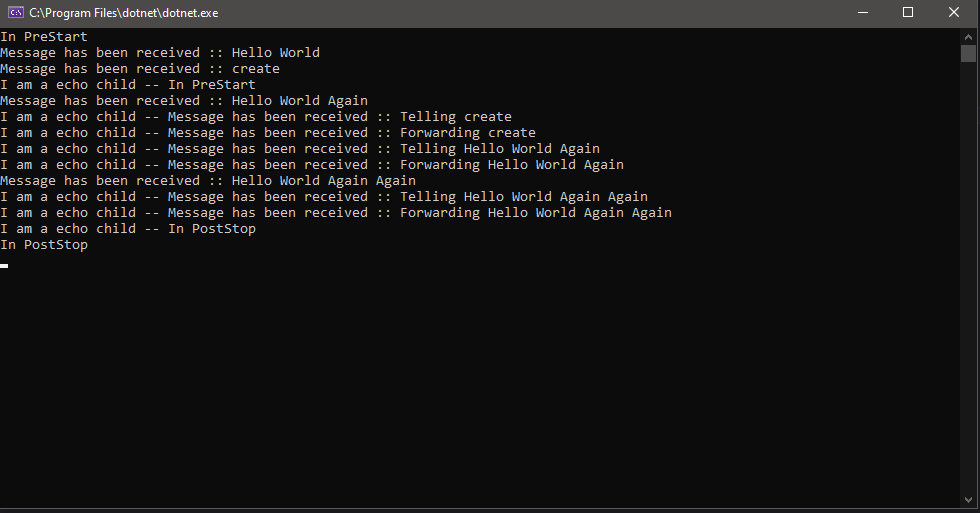 C:\Program Files\dotnet\dotnet.exe
In PreStart
Message has been received :: Hello World
Message has been received :: create
I am a echo child -- In PreStart
Message has been received :: Hello World Again
I am a echo child -- Message has been received :: Telling create
I am a echo child -- Message has been received :: Forwarding create
I am a echo child -- Message has been received :: Telling Hello World Again
I am a echo child -- Message has been received :: Forwarding Hello World Again
Message has been received :: Hello World Again Again
I am a echo child -- Message has been received :: Telling Hello World Again Again
I am a echo child -- Message has been received :: Forwarding Hello World Again Again
I am a echo child -- In PostStop
In PostStop